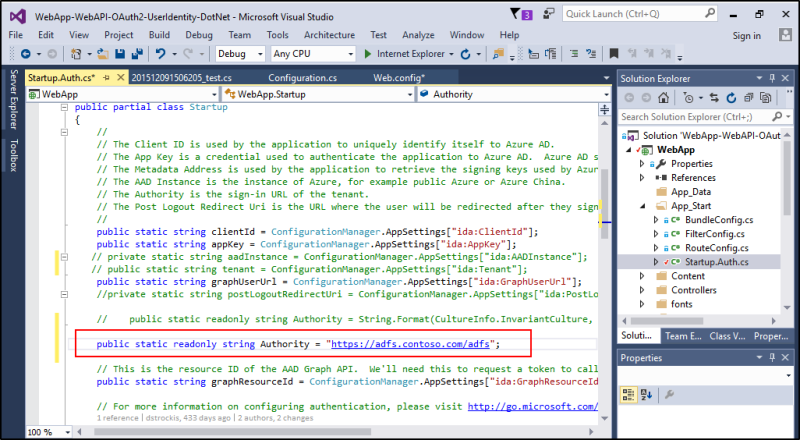 WebApp-WebAPI-OAuth2-UserIdentity-DotNet - Microsoft Visual Studio
3
Quick Launch (Ctrl+Q)
File Edit View Project Build Debug Team Tools Architecture Test Analyze Window Help
Sign in
Debug Any CPU Internet Explorer
Server Explorer
Toolbox
Startup.Auth.cs* 201512091506205_test.cs Configuration.cs Web.config*
WebApp WebApp.Startup Authority
public partial class Startup
{
//
// The Client ID is used by the application to uniquely identify itself to Azure AD.
// The App Key is a credential used to authenticate the application to Azure AD. Azure AD s
// The Metadata Address is used by the application to retrieve the signing keys used by Azur
// The AAD Instance is the instance of Azure, for example public Azure or Azure China.
// The Authority is the sign-in URL of the tenant.
// The Post Logout Redirect Uri is the URL where the user will be redirected after they sign
//
public static string clientId = ConfigurationManager.AppSettings["ida:ClientId"];
public static string appKey = ConfigurationManager.AppSettings["ida:AppKey"];
// private static string aadInstance = ConfigurationManager.AppSettings["ida:AADInstance"];
// public static string tenant = ConfigurationManager.AppSettings["ida:Tenant"];
public static string graphUserUrl = ConfigurationManager.AppSettings["ida:GraphUserUrl"];
//private static string postLogoutRedirectUri = ConfigurationManager.AppSettings["ida:PostLo
// public static readonly string Authority = String.Format(CultureInfo.InvariantCulture,
public static readonly string Authority = "https://adfs.contoso.com/adfs";
// This is the resource ID of the AAD Graph API. We'll need this to request a token to call
public static string graphResourceId = ConfigurationManager.AppSettings["ida:GraphResourceId
// For more information on configuring authentication, please visit http://go.microsoft.com/
1 reference | dstrockis, 433 days ago | 2 authors, 2 changes
100 %
Solution Explorer
Search Solution Explorer (Ctrl+;)
Solution 'WebApp-WebAPI-OAu
WebApp
Properties
References
App_Data
App_Start
BundleConfig.cs
FilterConfig.cs
RouteConfig.cs
Startup.Auth.cs
Content
Controllers
fonts
Soluti... Team E... Class V... Propert...
Properties